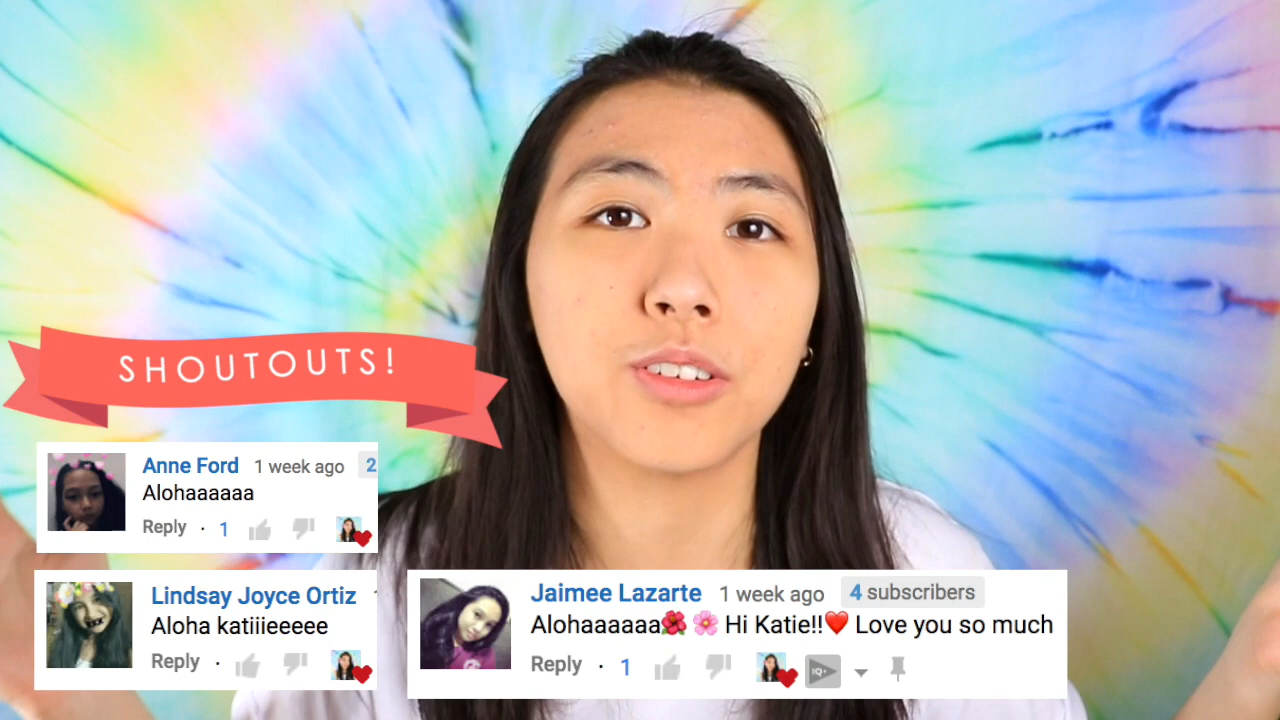 SHOUTOUTS!
Anne Ford 1 week ago 2
Alohaaaaaa
Reply · 1
Lindsay Joyce Ortiz
Aloha katiiieeeee
Reply ·
Jaimee Lazarte 1 week ago 4 subscribers
Alohaaaaaa🌺🌸 Hi Katie!!❤️ Love you so much
Reply · 1 IQ+